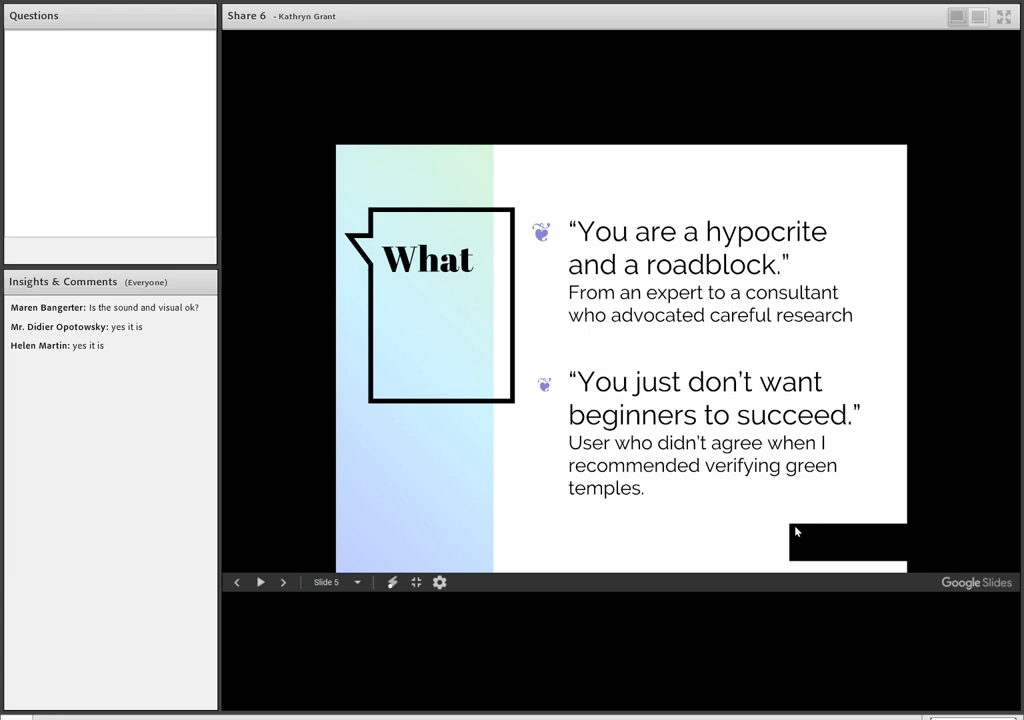 Questions
Share 6 - Kathryn Grant
Insights & Comments (Everyone)
Maren Bangerter: Is the sound and visual ok?
Mr. Didier Opotowsky: yes it is
Helen Martin: yes it is
What
“You are a hypocrite
and a roadblock.”
From an expert to a consultant
who advocated careful research
“You just don’t want
beginners to succeed.”
User who didn’t agree when I
recommended verifying green
temples.
Slide 5
Google Slides